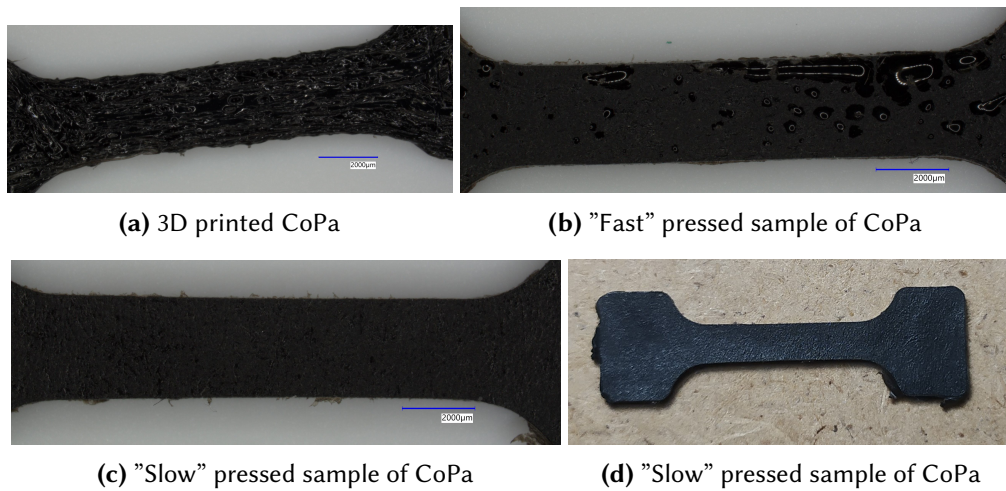 2000μm
2000μm
(a) 3D printed CoPa
(b) ”Fast” pressed sample of CoPa
2000μm
(c) ”Slow” pressed sample of CoPa
(d) ”Slow” pressed sample of CoPa